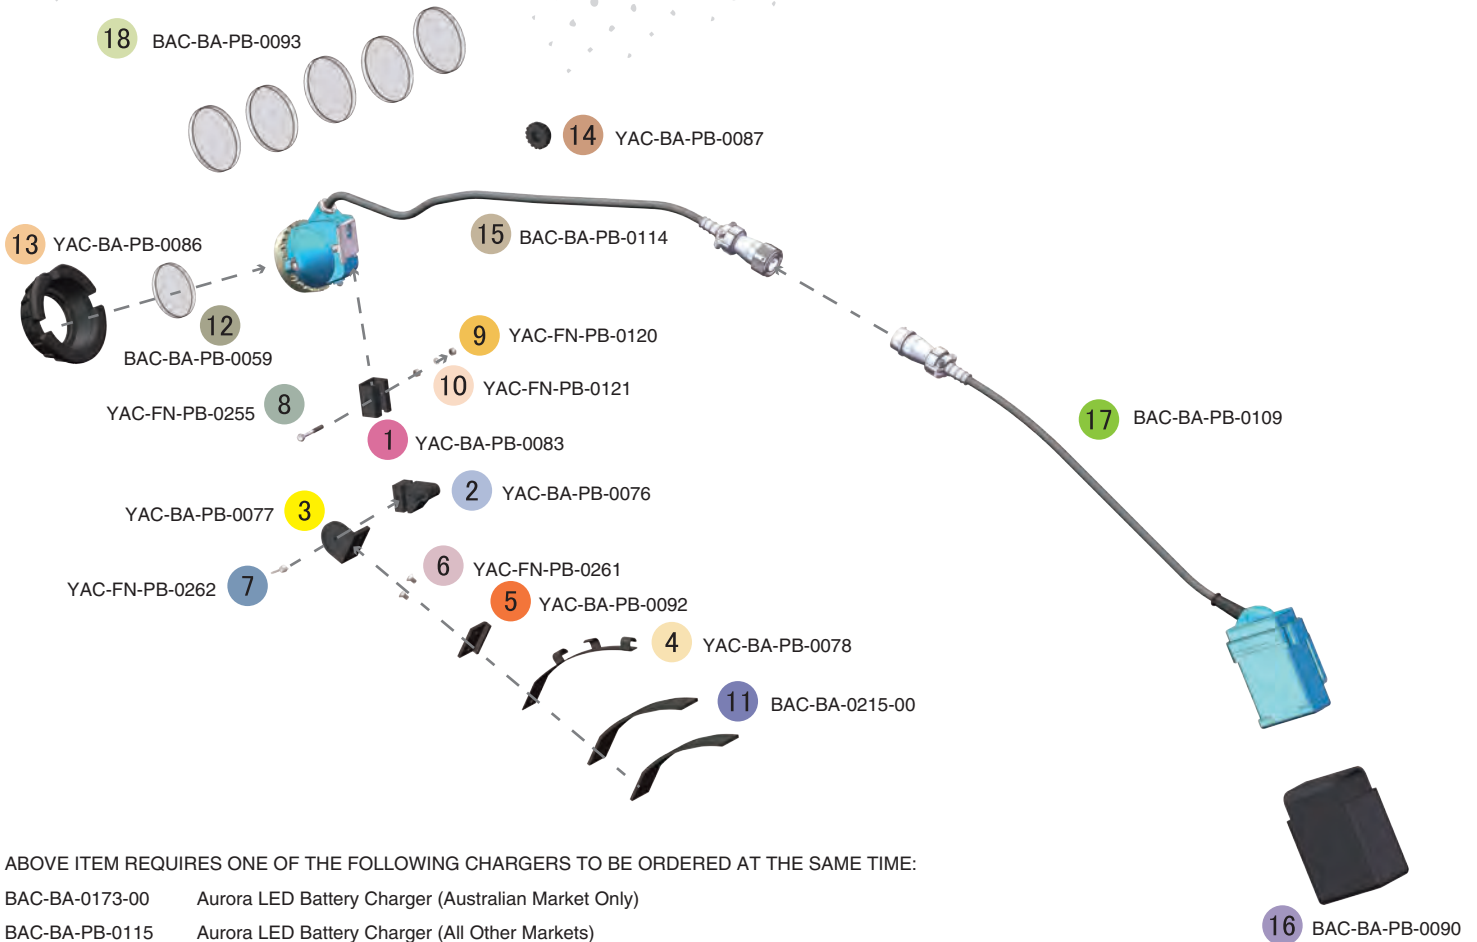 18 BAC-BA-PB-0093
14 YAC-BA-PB-0087
13 YAC-BA-PB-0086
15 BAC-BA-PB-0114
12
BAC-BA-PB-0059
9 YAC-FN-PB-0120
10 YAC-FN-PB-0121
YAC-FN-PB-0255 8
1 YAC-BA-PB-0083
17 BAC-BA-PB-0109
2 YAC-BA-PB-0076
YAC-BA-PB-0077 3
6 YAC-FN-PB-0261
YAC-FN-PB-0262 7
5 YAC-BA-PB-0092
4 YAC-BA-PB-0078
11 BAC-BA-0215-00
ABOVE ITEM REQUIRES ONE OF THE FOLLOWING CHARGERS TO BE ORDERED AT THE SAME TIME:
BAC-BA-0173-00 Aurora LED Battery Charger (Australian Market Only)
BAC-BA-PB-0115 Aurora LED Battery Charger (All Other Markets)
16 BAC-BA-PB-0090